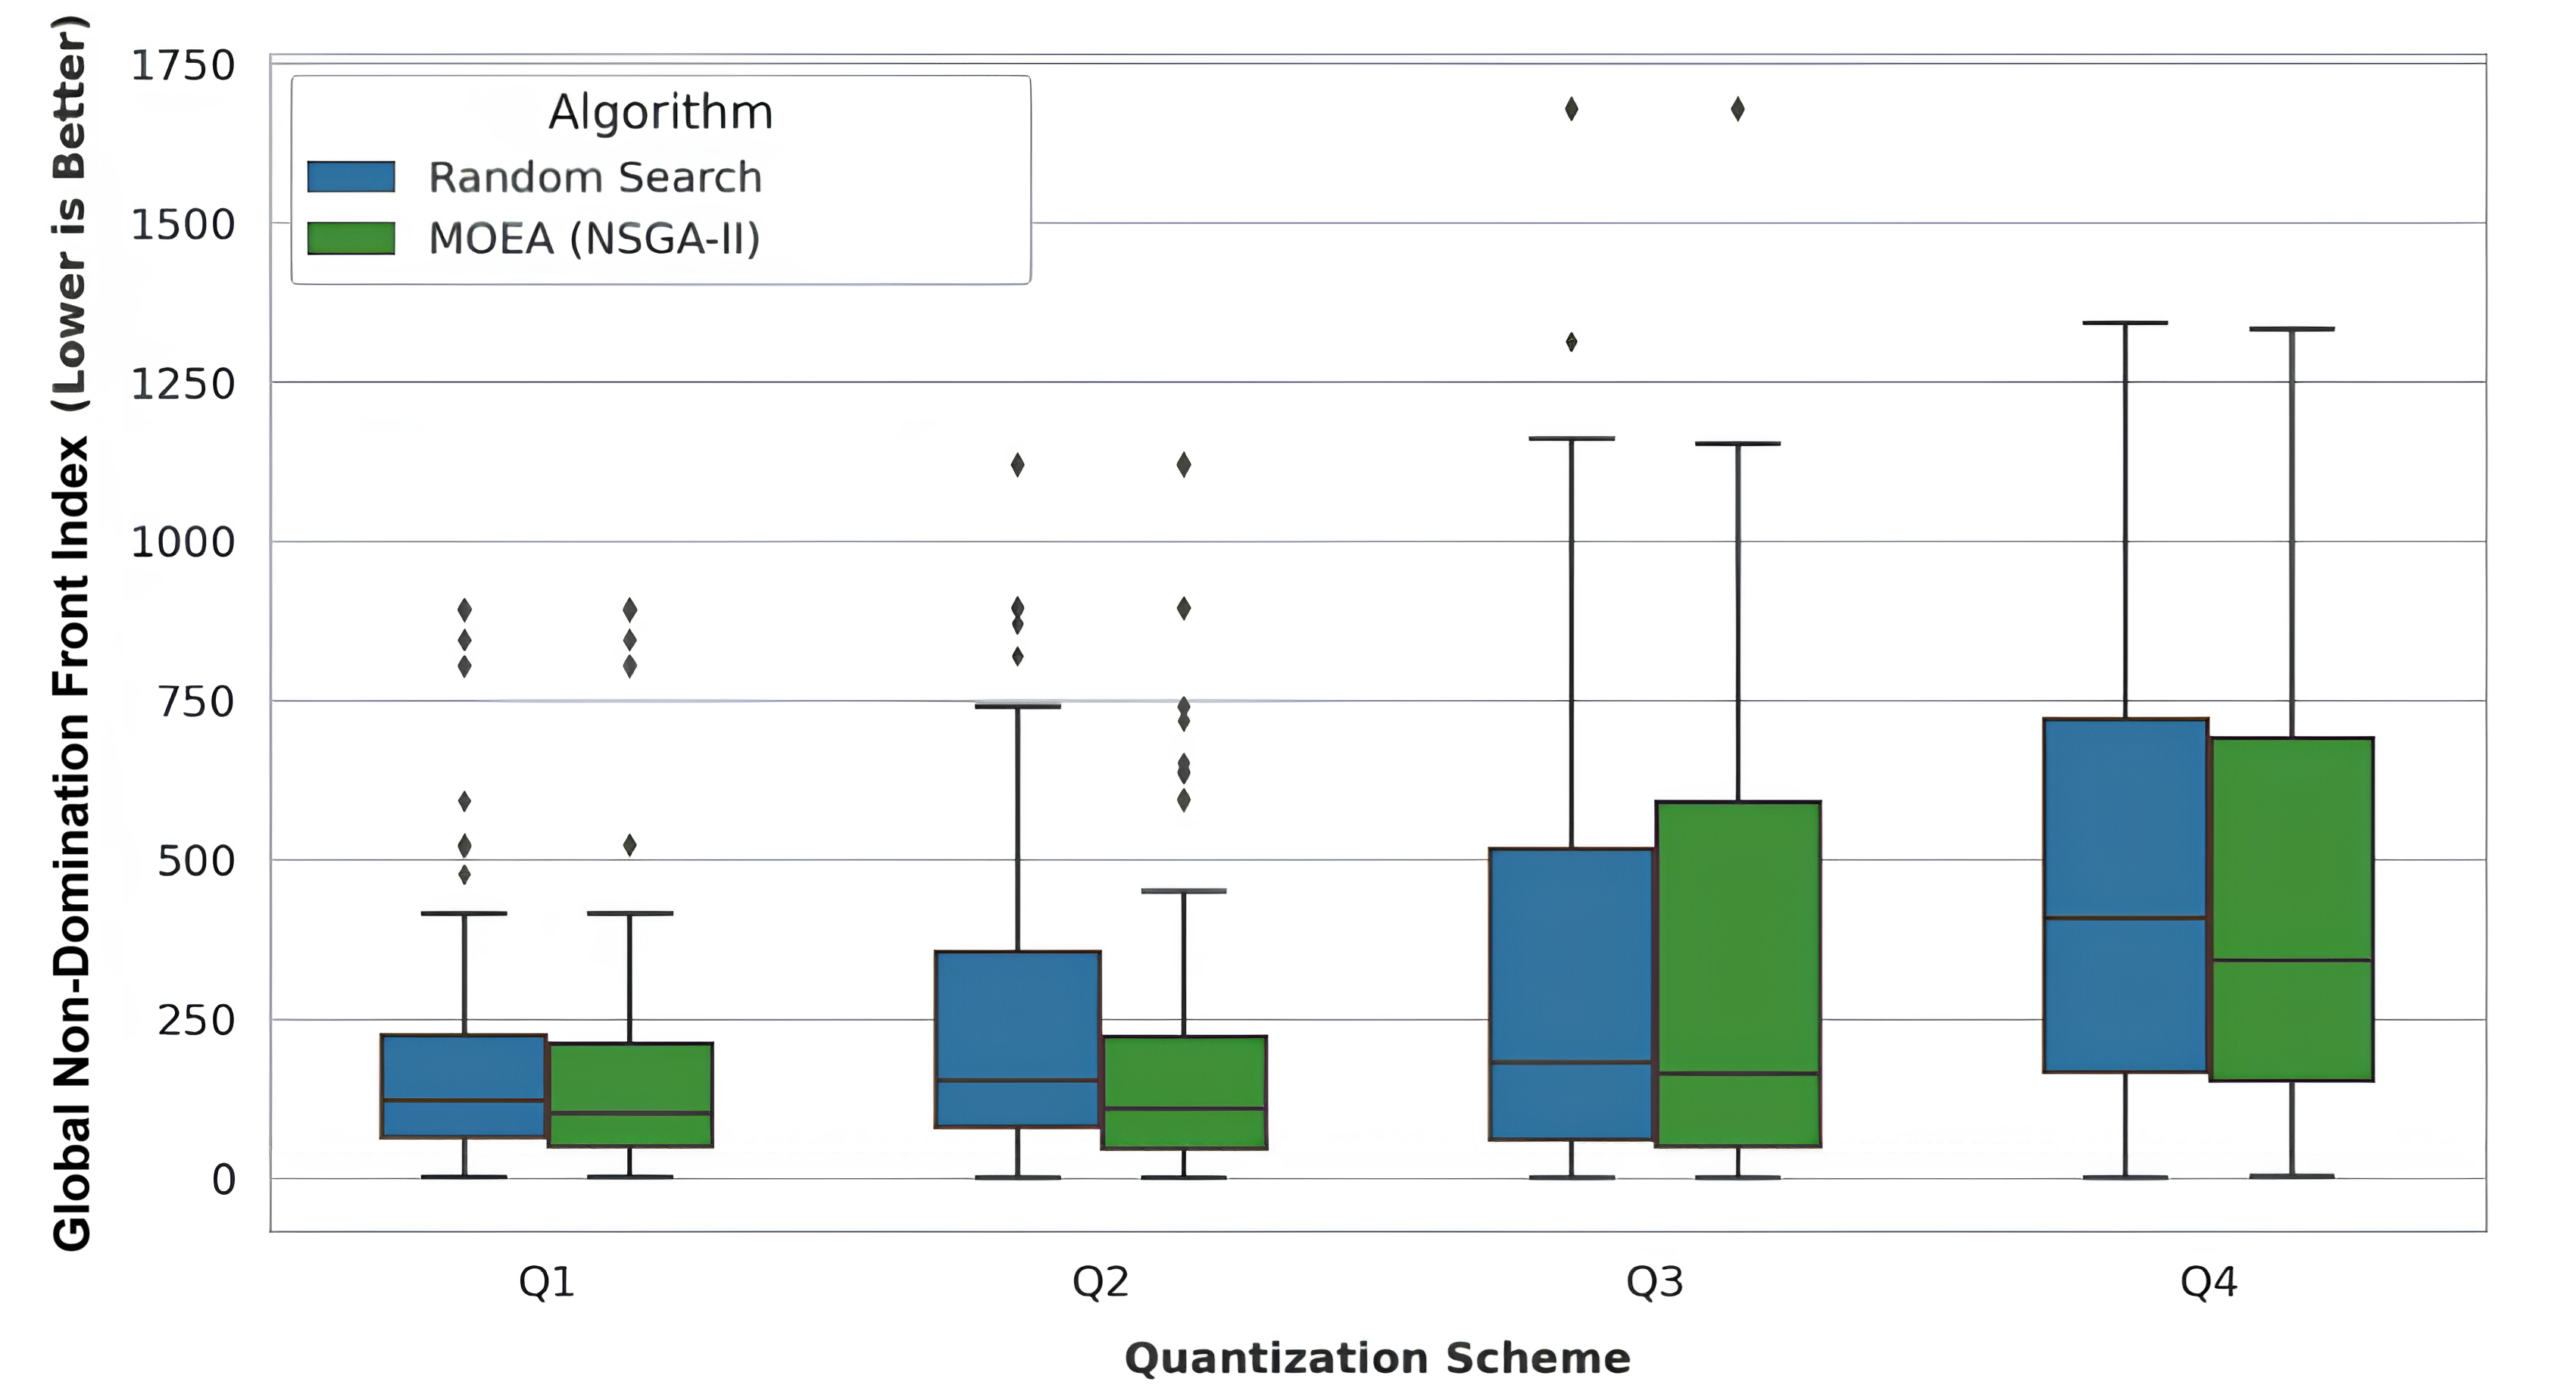 Global Non-Domination Front Index (Lower is Better)
1750
1500
1250
1000
750
500
250
0
Algorithm
Random Search
MOEA (NSGA-II)
Q1
Q2
Q3
Q4
Quantization Scheme